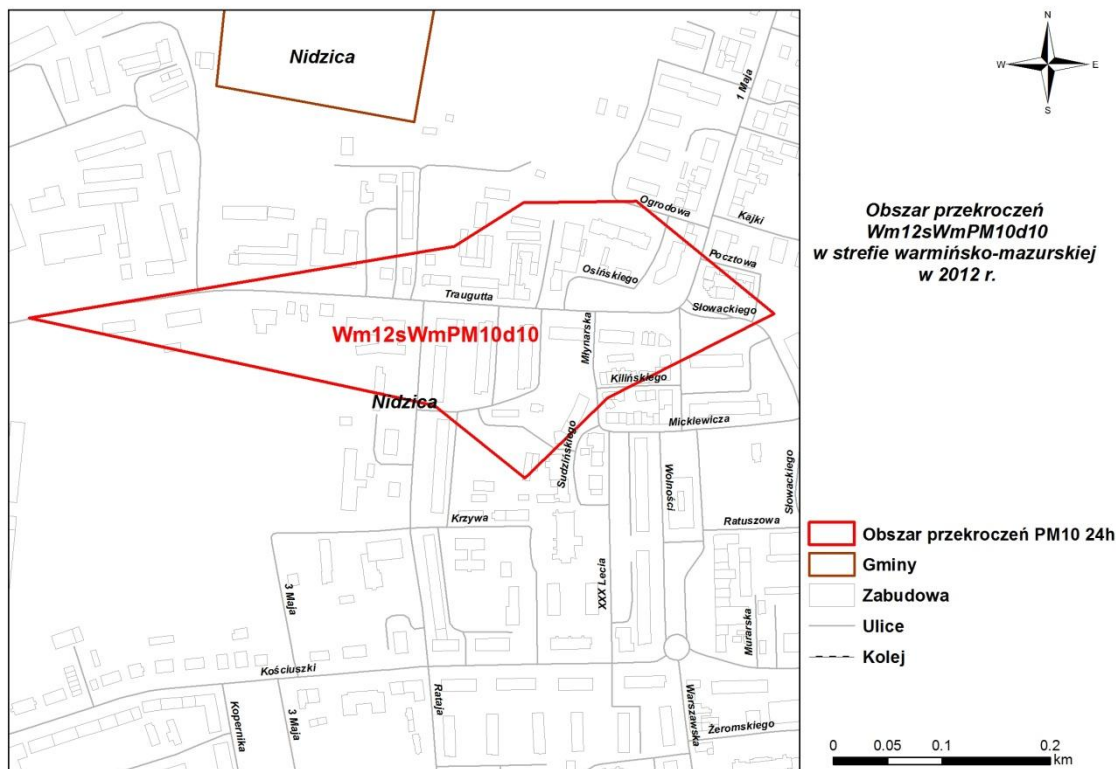 Nidzica
N
W E
S
1 Maja
Ogrodowa
Kajki
Pocztowa
Osińskiego
Traugutta
Słowackiego
Wm12sWmPM10d10
Młynarska
Kilińskiego
Nidzica
Mickiewicza
Sudzińskiego
Wolności
Słowackiego
Krzywa
Ratuszowa
XXX Lecia
3 Maja
Murarska
Kościuszki
Rataja
Warszawska
Kopernika
3 Maja
Żeromskiego
Obszar przekroczeń
Wm12sWmPM10d10
w strefie warmińsko-mazurskiej
w 2012 r.
Obszar przekroczeń PM10 24h
Gminy
Zabudowa
Ulice
Kolej
0 0.05 0.1 0.2
km